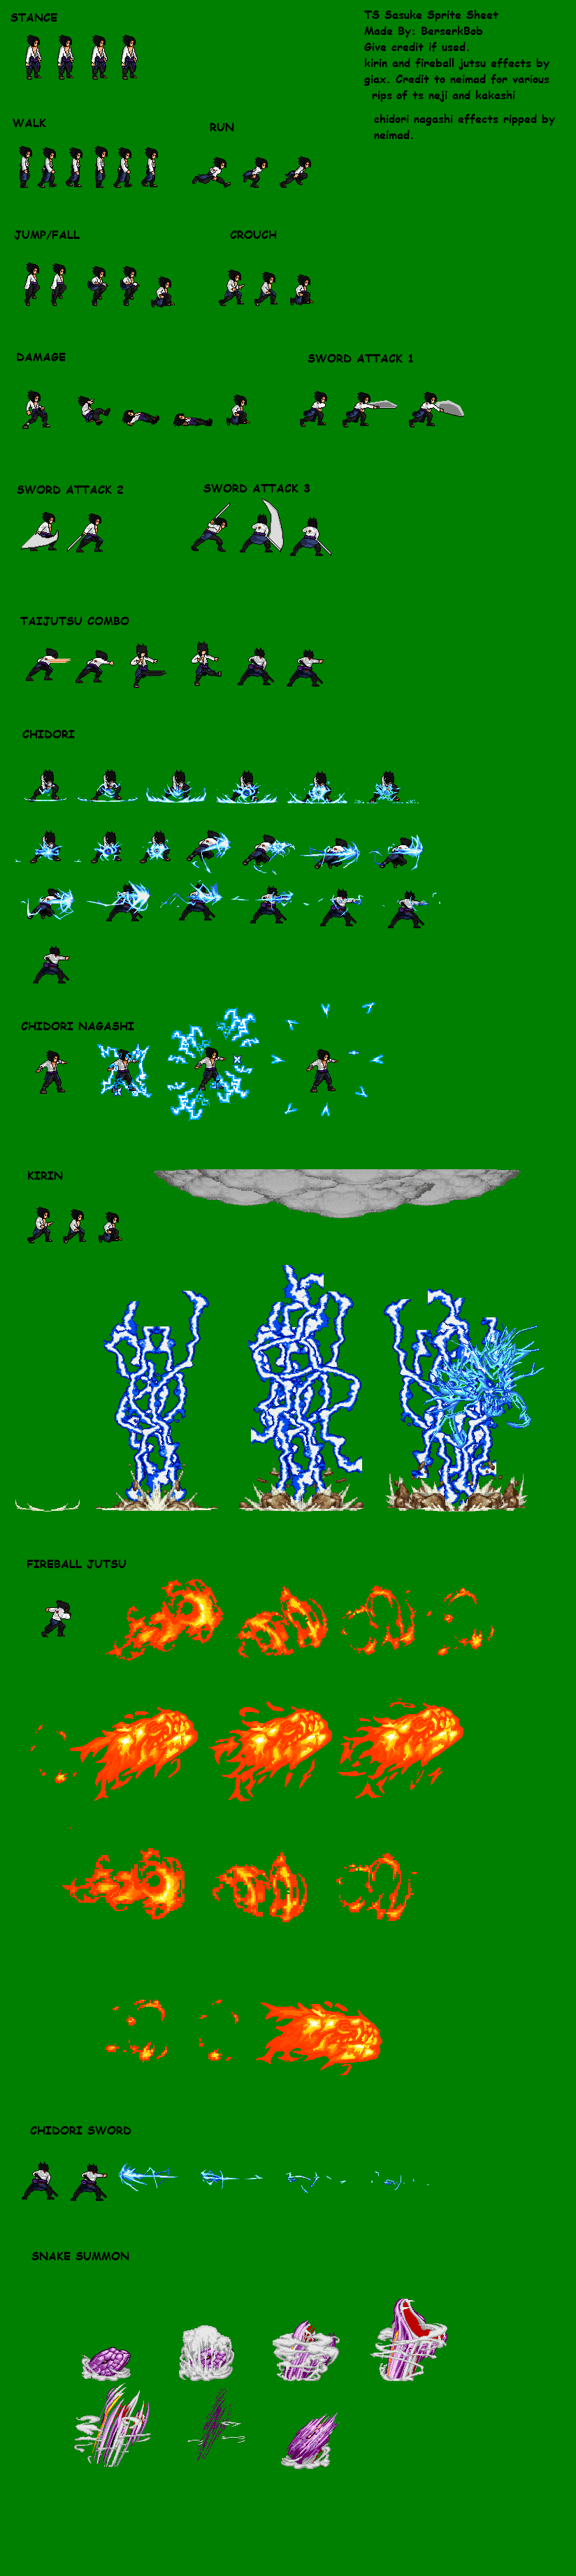 STANCE
TS Sasuke Sprite Sheet
Made By: BerserkBob
Give credit if used.
kirin and fireball jutsu effects by
giax. Credit to neimad for various
rips of ts neji and kakashi
chidori nagashi effects ripped by
neimad.
WALK
RUN
JUMP/FALL
CROUCH
DAMAGE
SWORD ATTACK 1
SWORD ATTACK 2
SWORD ATTACK 3
TAIJUTSU COMBO
CHIDORI
CHIDORI NAGASHI
KIRIN
FIREBALL JUTSU
CHIDORI SWORD
SNAKE SUMMON